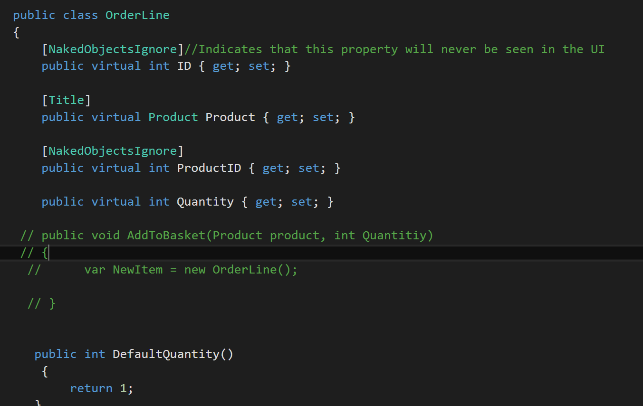 public class OrderLine
{
[NakedObjectsIgnore]//Indicates that this property will never be seen in the UI
public virtual int ID { get; set; }
[Title]
public virtual Product Product { get; set; }
[NakedObjectsIgnore]
public virtual int ProductID { get; set; }
public virtual int Quantity { get; set; }
// public void AddToBasket(Product product, int Quantitiy)
// {
// var NewItem = new OrderLine();
// }
public int DefaultQuantity()
{
return 1;
}